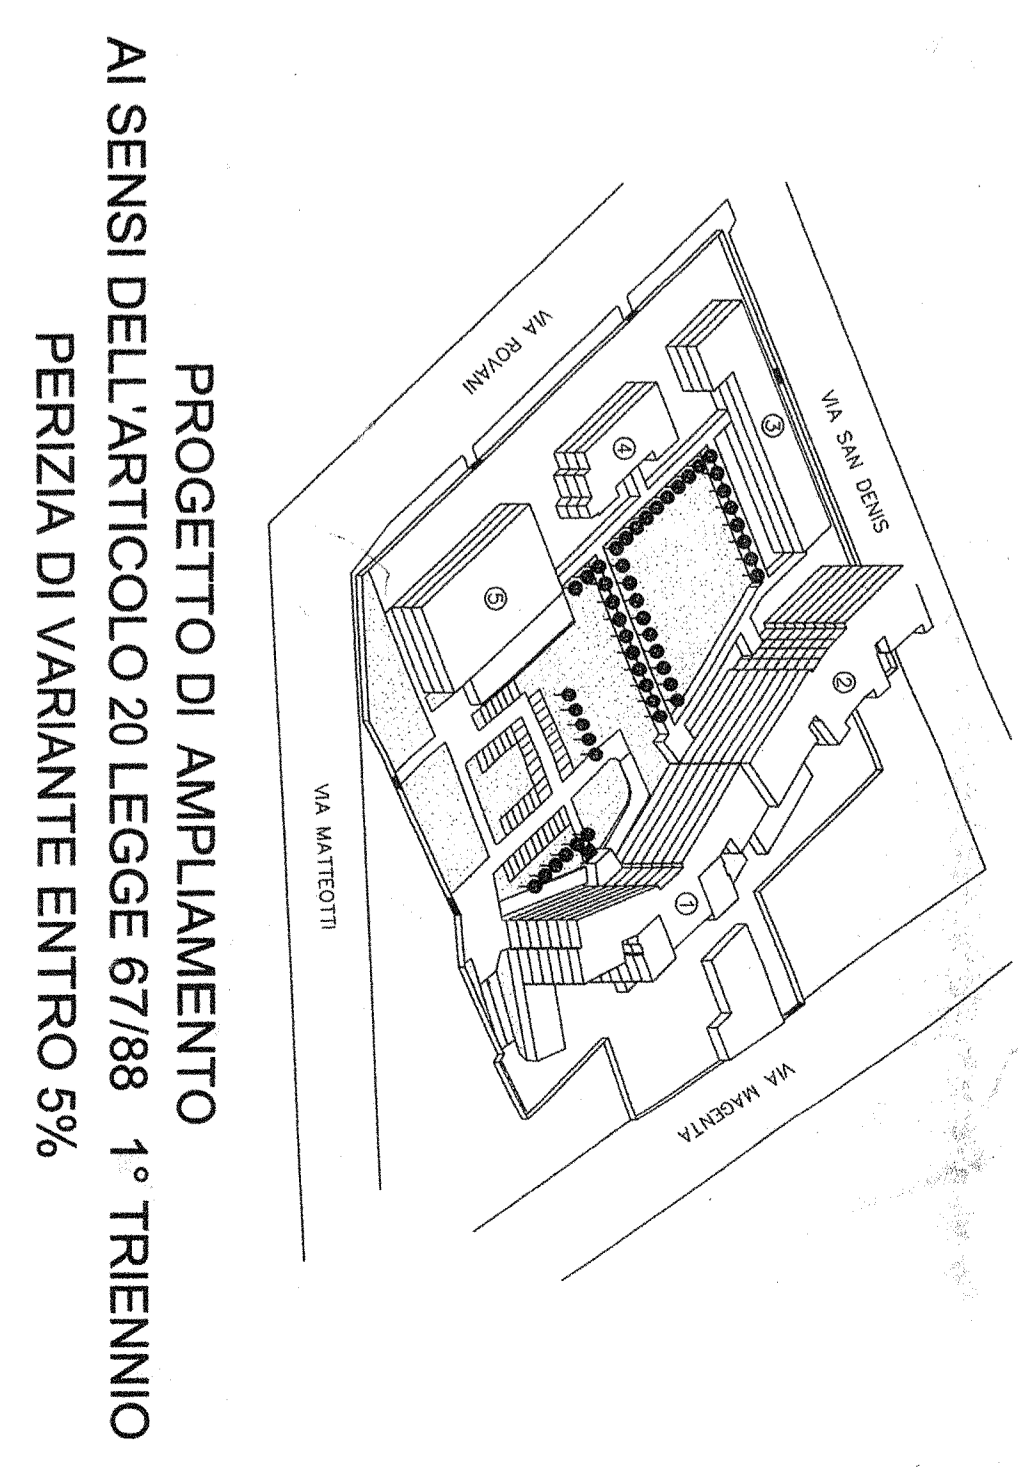 VIA SAN DENIS
VIA ROVANI
3
4
2
5
1
VIA MAGENTA
VIA MATTEOTTI
PROGETTO DI AMPLIAMENTO
AI SENSI DELL'ARTICOLO 20 LEGGE 67/88 1° TRIENNIO
PERIZIA DI VARIANTE ENTRO 5%